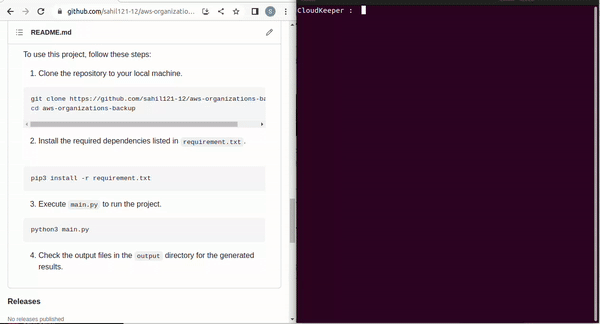 github.com/sahil121-12/aws-organizatio...
S
README.md
To use this project, follow these steps:
1. Clone the repository to your local machine.
git clone https://github.com/sahil121-12/aws-organizations-ba
cd aws-organizations-backup
2. Install the required dependencies listed in requirement.txt.
pip3 install -r requirement.txt
3. Execute main.py to run the project.
python3 main.py
4. Check the output files in the output directory for the generated
results.
Releases
No releases published
CloudKeeper :